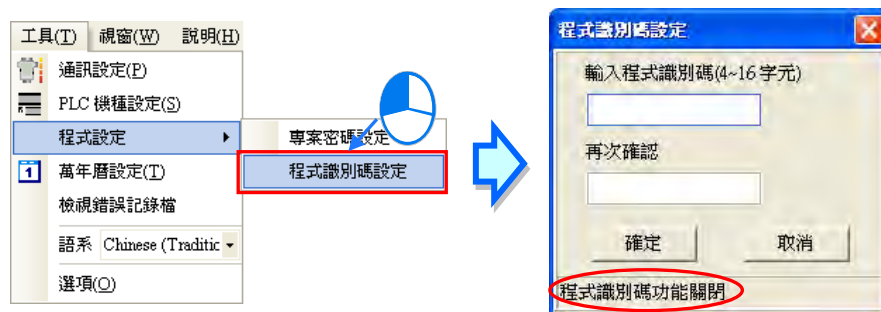 工具(T) 視窗(W) 說明(H)
通訊設定(P)
PLC 機種設定(S)
程式設定
萬年曆設定(T)
檢視錯誤記錄檔
語系 Chinese (Traditic
選項(O)
專案密碼設定
程式識別碼設定
程式識別碼設定
輸入程式識別碼(4~16字元)
再次確認
確定 取消
程式識別碼功能關閉